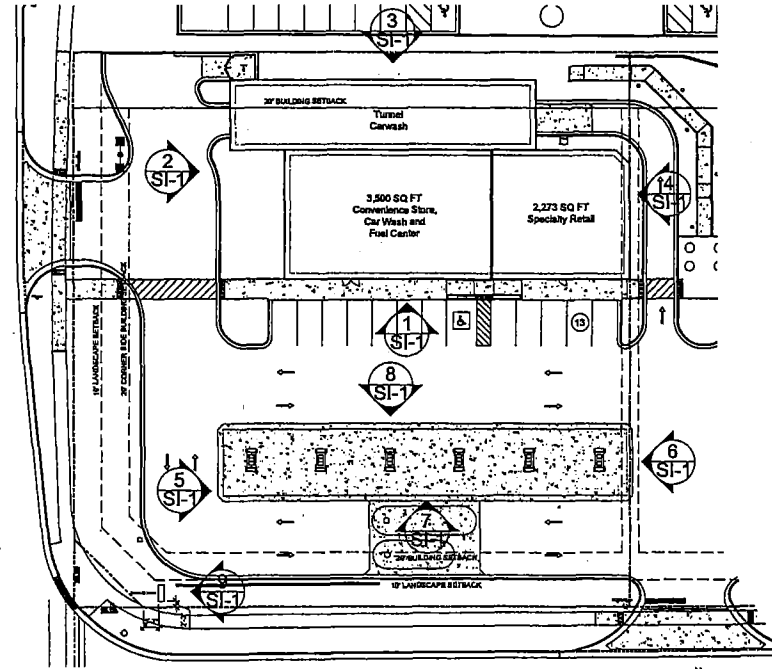 3
SI-1
T
20' BUILDING SETBACK
Tunnel
Carwash
2
SI-1
14
SI-1
3,500 SQ FT
Convenience Store,
Car Wash and
Fuel Center
2,273 SQ FT
Specialty Retail
10' LANDSCAPE SETBACK
20' CORNER SIDE BUILDING
1
SI-1
13
8
SI-1
5
SI-1
6
SI-1
7
SI-1
20' BUILDING SETBACK
10' LANDSCAPE SETBACK
9
SI-1